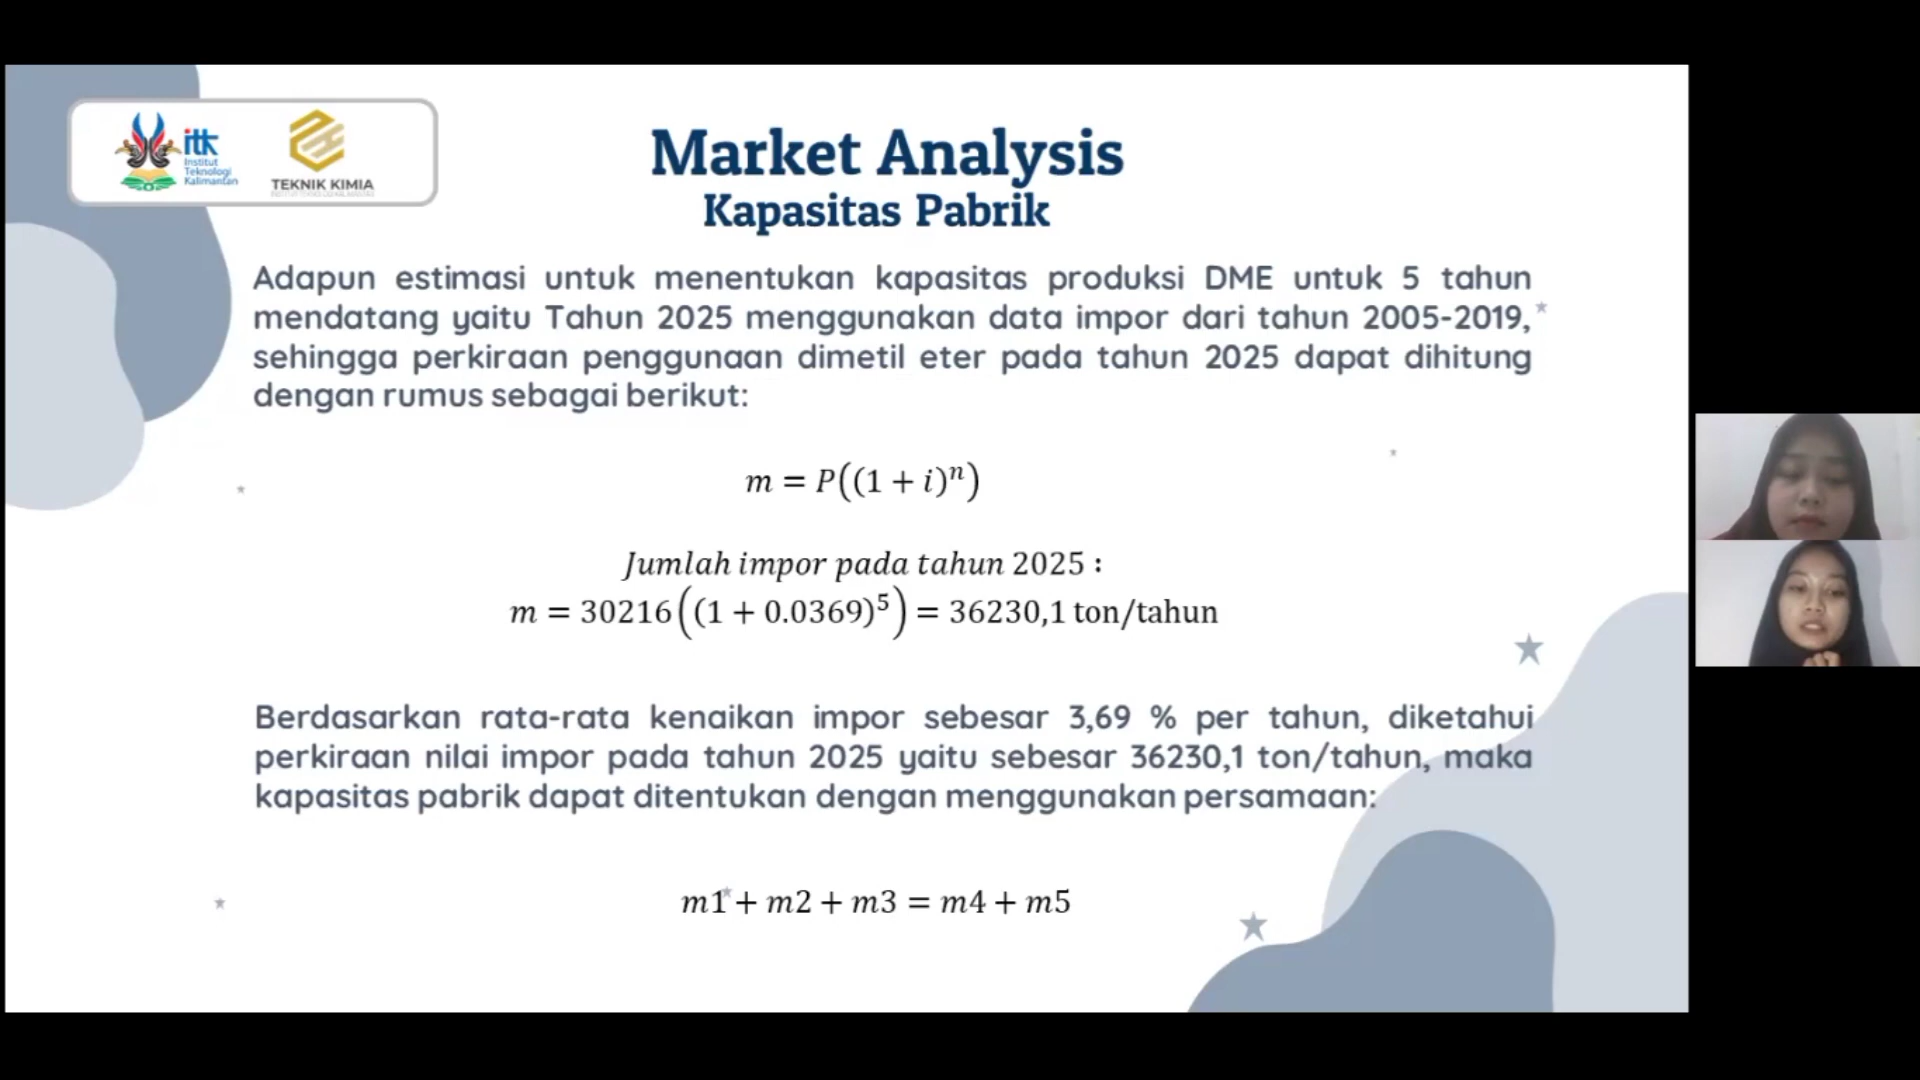 itk
Institut
Teknologi
Kalimantan
TEKNIK KIMIA
Market Analysis
Kapasitas Pabrik
Adapun estimasi untuk menentukan kapasitas produksi DME untuk 5 tahun
mendatang yaitu Tahun 2025 menggunakan data impor dari tahun 2005-2019,
sehingga perkiraan penggunaan dimetil eter pada tahun 2025 dapat dihitung
dengan rumus sebagai berikut:
m = P((1 + i)ⁿ)
Jumlah impor pada tahun 2025 :
m = 30216((1 + 0.0369)⁵) = 36230,1 ton/tahun
Berdasarkan rata-rata kenaikan impor sebesar 3,69 % per tahun, diketahui
perkiraan nilai impor pada tahun 2025 yaitu sebesar 36230,1 ton/tahun, maka
kapasitas pabrik dapat ditentukan dengan menggunakan persamaan:
m1 + m2 + m3 = m4 + m5